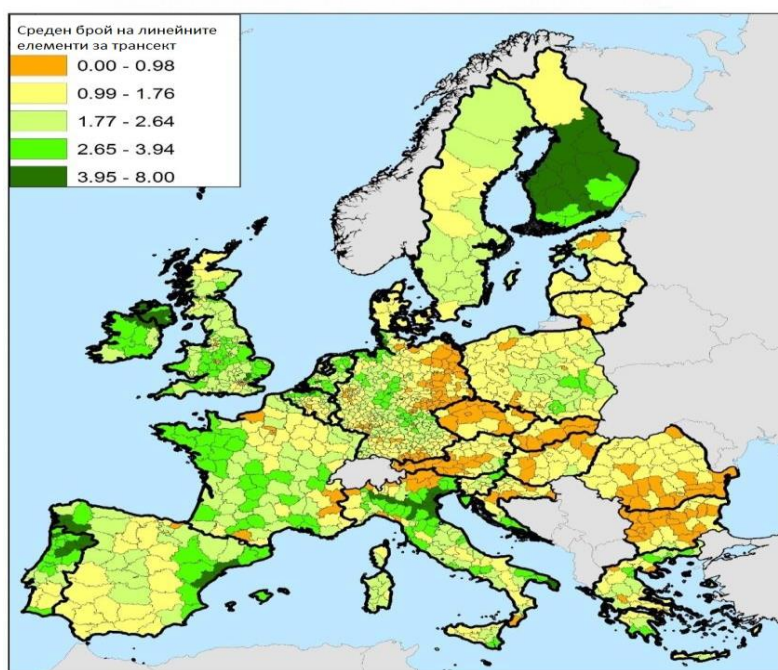 Среден брой на линейните
елементи за трансект
0.00 - 0.98
0.99 - 1.76
1.77 - 2.64
2.65 - 3.94
3.95 - 8.00